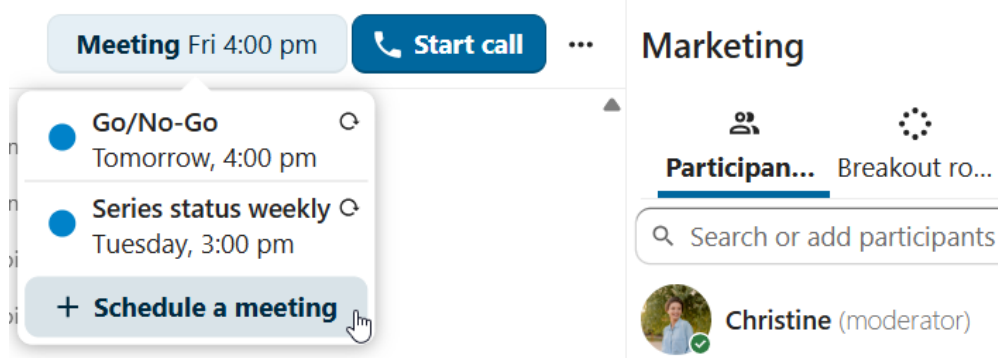 Meeting Fri 4:00 pm
Start call
Marketing
Go/No-Go
Tomorrow, 4:00 pm
Series status weekly
Tuesday, 3:00 pm
+ Schedule a meeting
Participan...
Breakout ro...
Search or add participants
Christine (moderator)